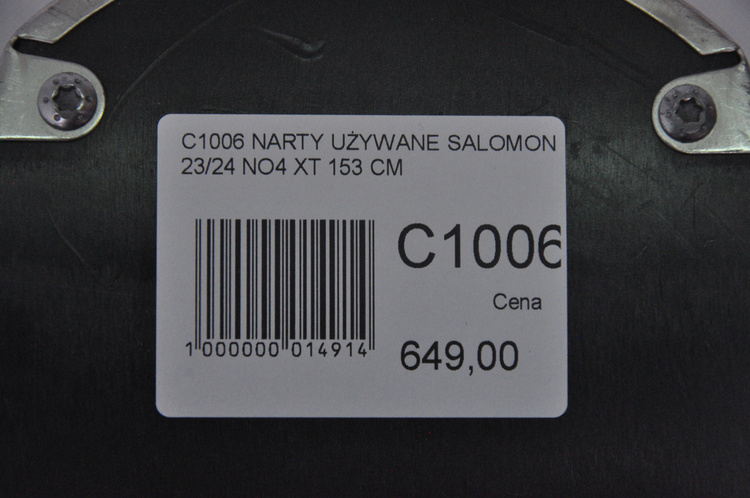 C1006 NARTY UŻYWANE SALOMON
23/24 NO4 XT 153 CM
C1006
Cena
1 000000 014914
649,00